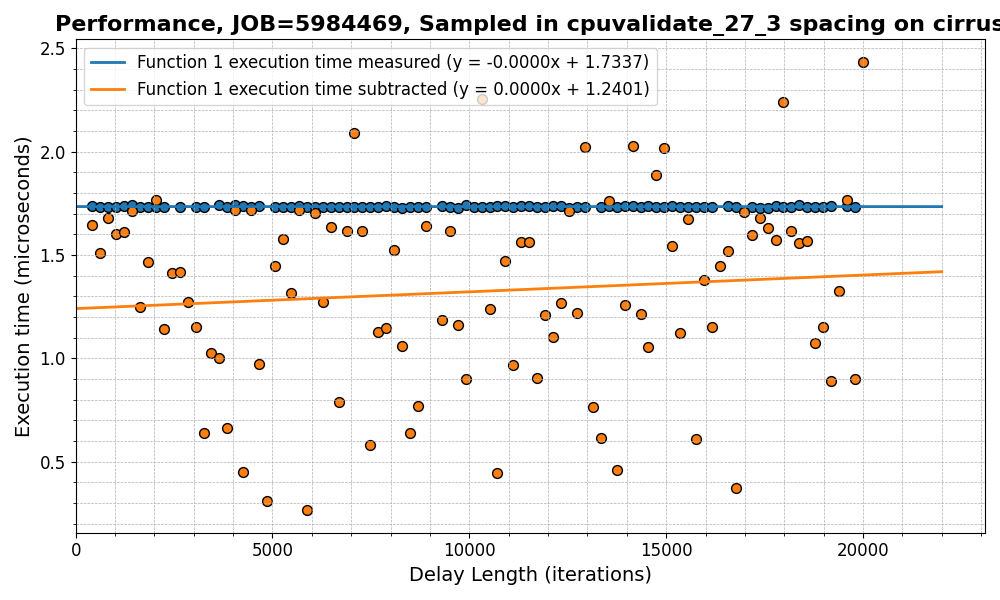 Performance, JOB=5984469, Sampled in cpuvalidate_27_3 spacing on cirrus
Function 1 execution time measured (y = -0.0000x + 1.7337)
Function 1 execution time subtracted (y = 0.0000x + 1.2401)
2.5
2.0
1.5
1.0
0.5
Execution time (microseconds)
0
5000
10000
15000
20000
Delay Length (iterations)